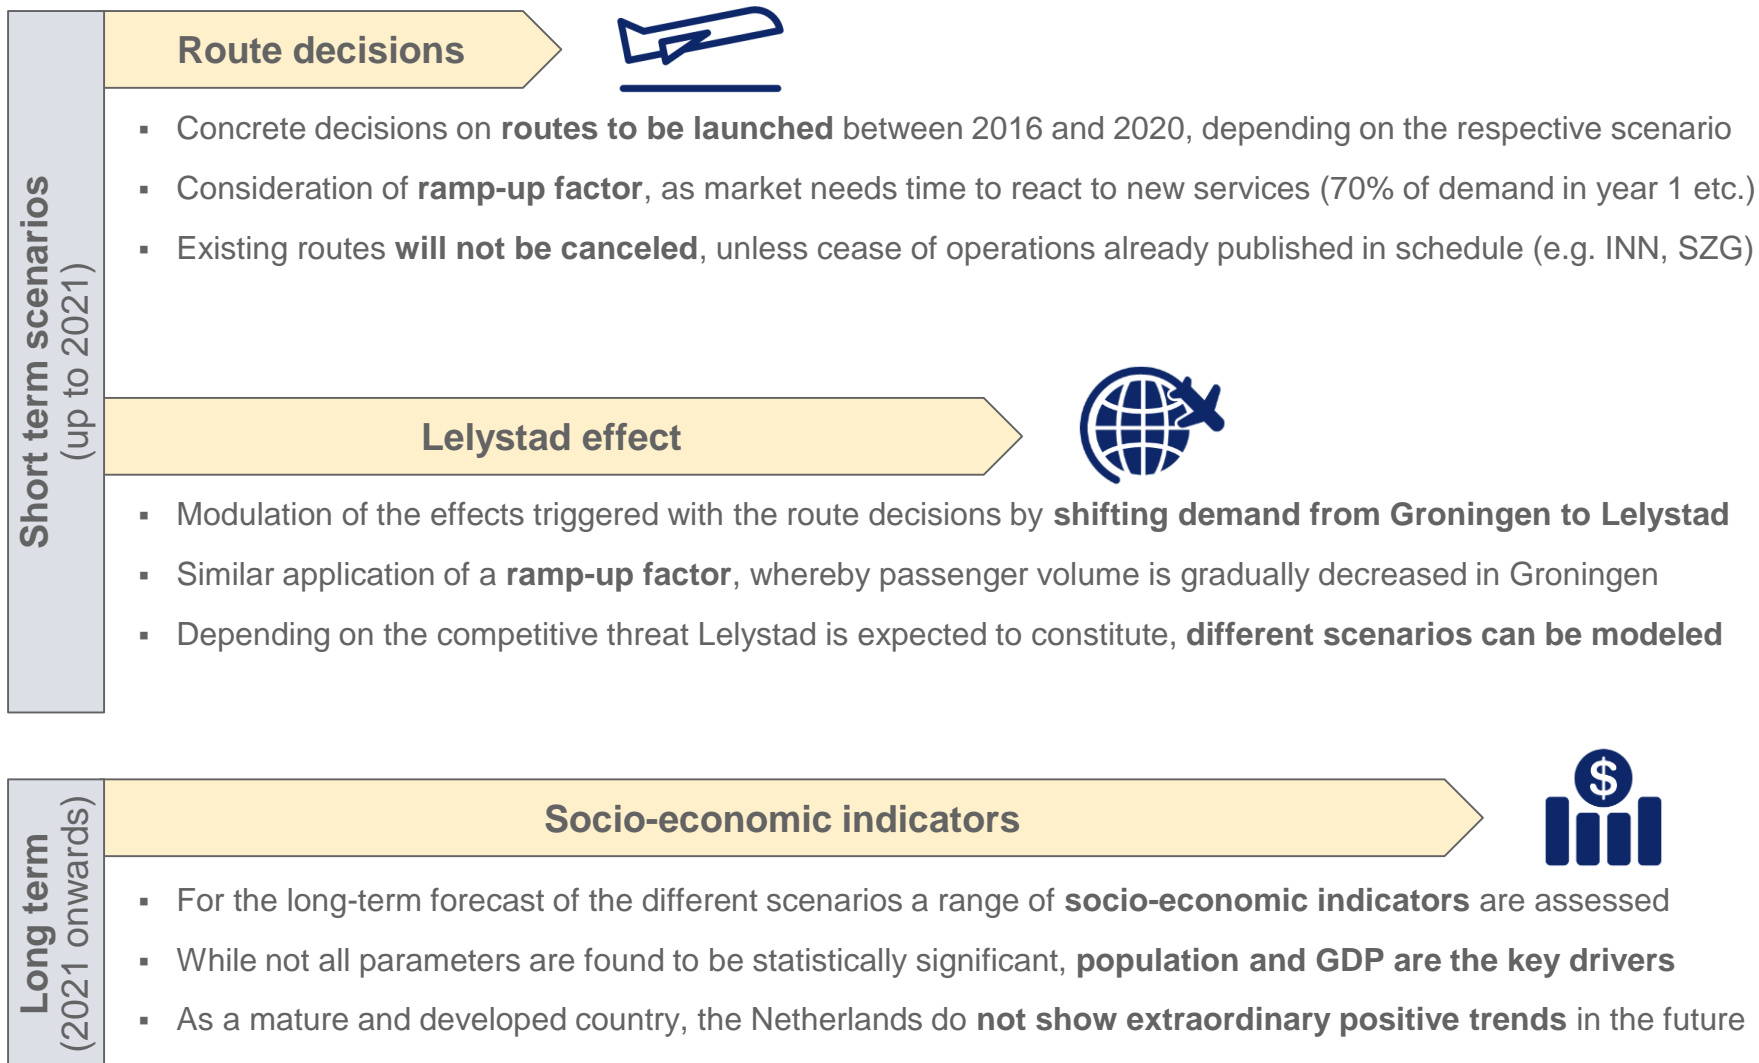 Short term scenarios
(up to 2021)
Route decisions
▪ Concrete decisions on routes to be launched between 2016 and 2020, depending on the respective scenario
▪ Consideration of ramp-up factor, as market needs time to react to new services (70% of demand in year 1 etc.)
▪ Existing routes will not be canceled, unless cease of operations already published in schedule (e.g. INN, SZG)
Lelystad effect
▪ Modulation of the effects triggered with the route decisions by shifting demand from Groningen to Lelystad
▪ Similar application of a ramp-up factor, whereby passenger volume is gradually decreased in Groningen
▪ Depending on the competitive threat Lelystad is expected to constitute, different scenarios can be modeled
Long term
(2021 onwards)
Socio-economic indicators
$
▪ For the long-term forecast of the different scenarios a range of socio-economic indicators are assessed
▪ While not all parameters are found to be statistically significant, population and GDP are the key drivers
▪ As a mature and developed country, the Netherlands do not show extraordinary positive trends in the future